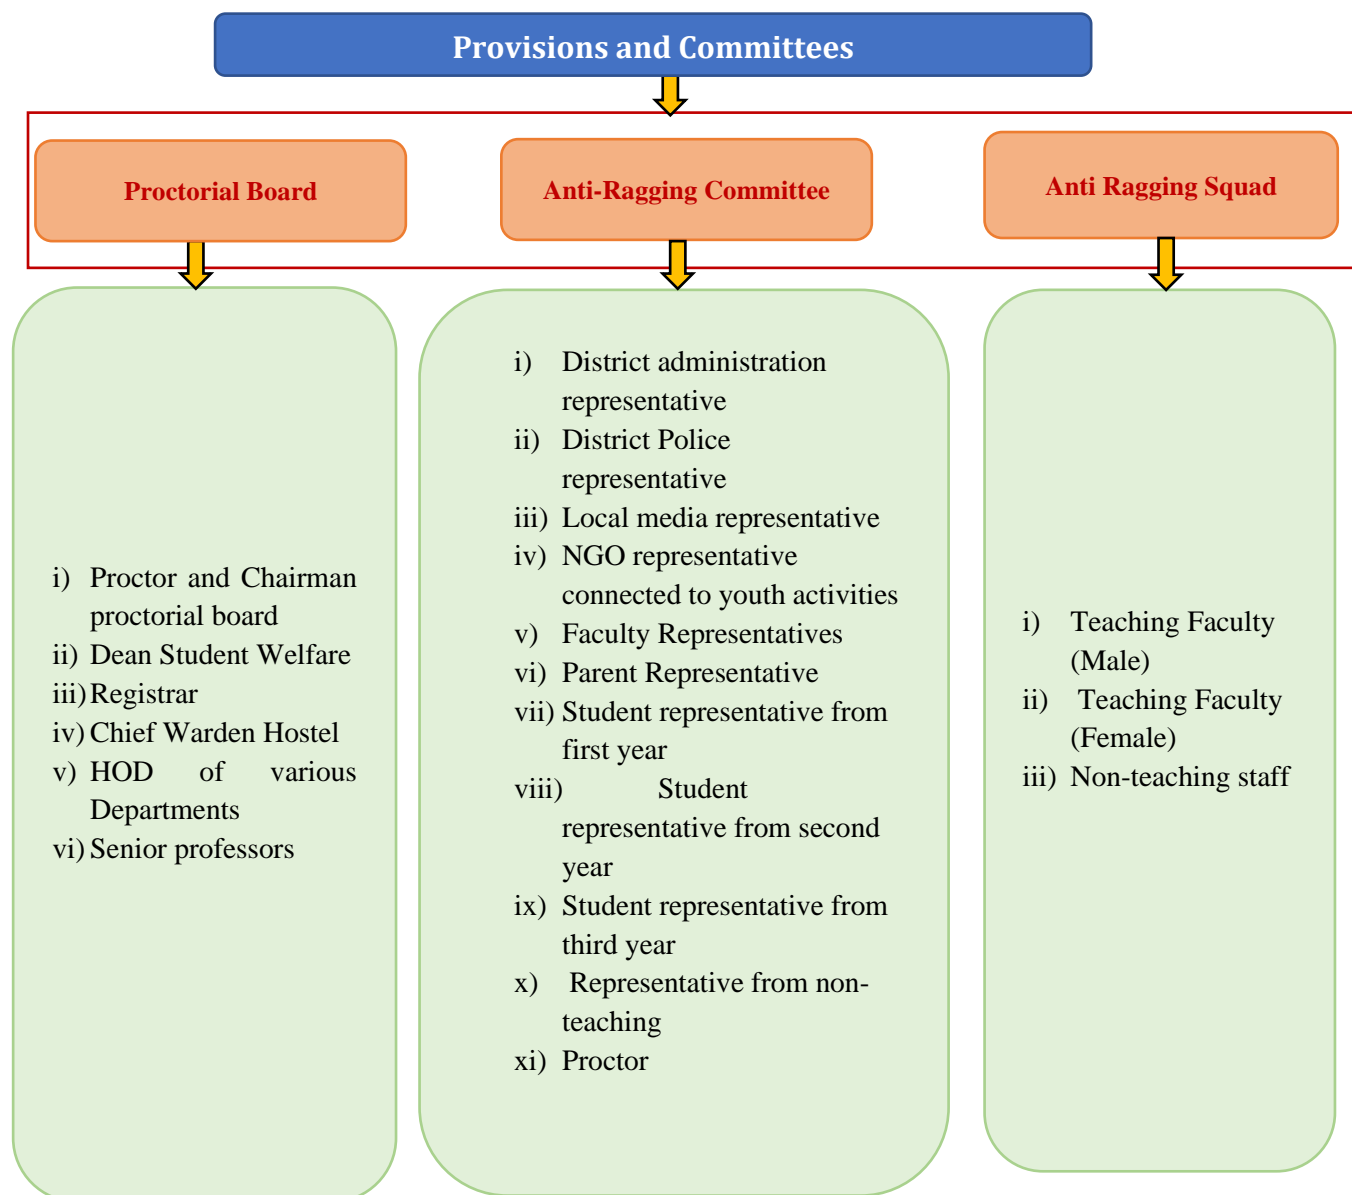 Provisions and Committees
Proctorial Board
Anti-Ragging Committee
Anti Ragging Squad
i) Proctor and Chairman
proctorial board
ii) Dean Student Welfare
iii) Registrar
iv) Chief Warden Hostel
v) HOD of various
Departments
vi) Senior professors
i) District administration
representative
ii) District Police
representative
iii) Local media representative
iv) NGO representative
connected to youth activities
v) Faculty Representatives
vi) Parent Representative
vii) Student representative from
first year
viii) Student
representative from second
year
ix) Student representative from
third year
x) Representative from non-
teaching
xi) Proctor
i) Teaching Faculty
(Male)
ii) Teaching Faculty
(Female)
iii) Non-teaching staff